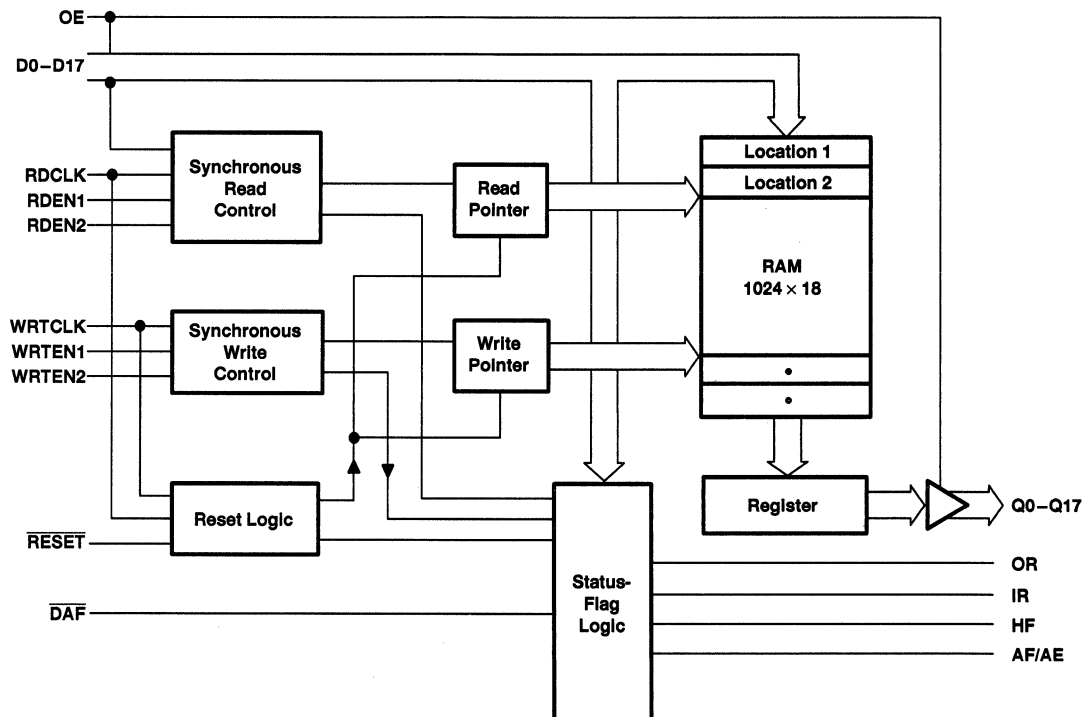 OE
D0–D17
RDCLK
RDEN1
RDEN2
Synchronous
Read
Control
Read
Pointer
Location 1
Location 2
RAM
1024 × 18
WRTCLK
WRTEN1
WRTEN2
Synchronous
Write
Control
Write
Pointer
Reset Logic
RESET
DAF
Register
Q0–Q17
Status-
Flag
Logic
OR
IR
HF
AF/AE